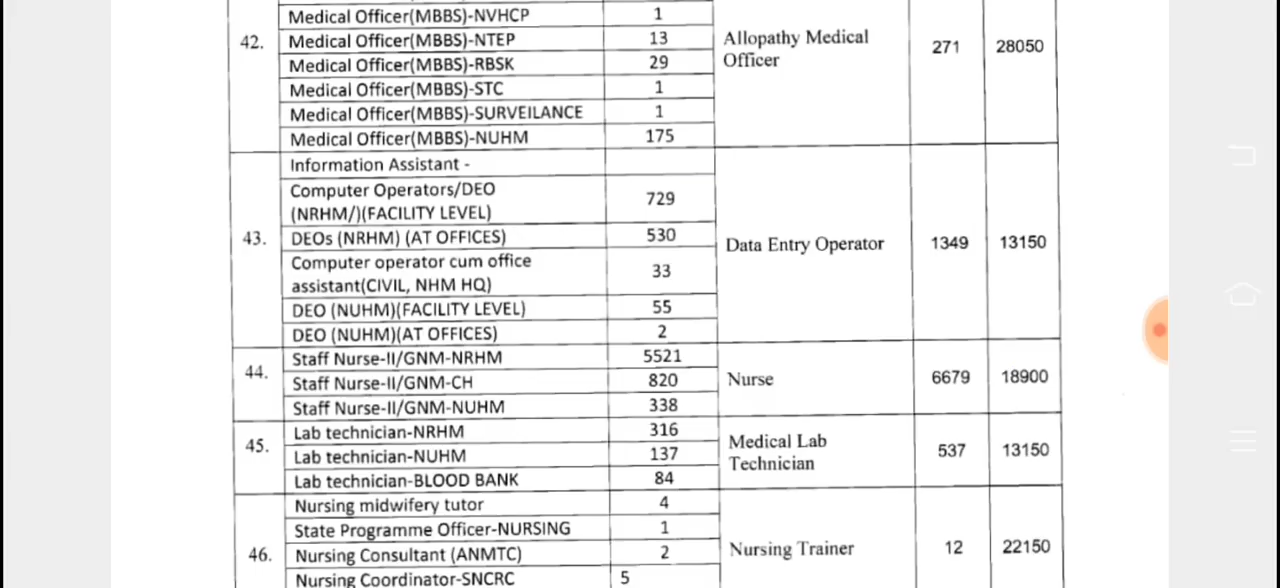 42.
Medical Officer(MBBS)-NVHCP 1
Medical Officer(MBBS)-NTEP 13
Medical Officer(MBBS)-RBSK 29
Medical Officer(MBBS)-STC 1
Medical Officer(MBBS)-SURVEILANCE 1
Medical Officer(MBBS)-NUHM 175
Allopathy Medical
Officer
271 28050
43.
Information Assistant -
Computer Operators/DEO
(NRHM/)(FACILITY LEVEL) 729
DEOs (NRHM) (AT OFFICES) 530
Computer operator cum office
assistant(CIVIL, NHM HQ) 33
DEO (NUHM)(FACILITY LEVEL) 55
DEO (NUHM)(AT OFFICES) 2
Data Entry Operator 1349 13150
44.
Staff Nurse-II/GNM-NRHM 5521
Staff Nurse-II/GNM-CH 820
Staff Nurse-II/GNM-NUHM 338
Nurse 6679 18900
45.
Lab technician-NRHM 316
Lab technician-NUHM 137
Lab technician-BLOOD BANK 84
Medical Lab
Technician
537 13150
46.
Nursing midwifery tutor 4
State Programme Officer-NURSING 1
Nursing Consultant (ANMTC) 2
Nursing Coordinator-SNCRC 5
Nursing Trainer 12 22150